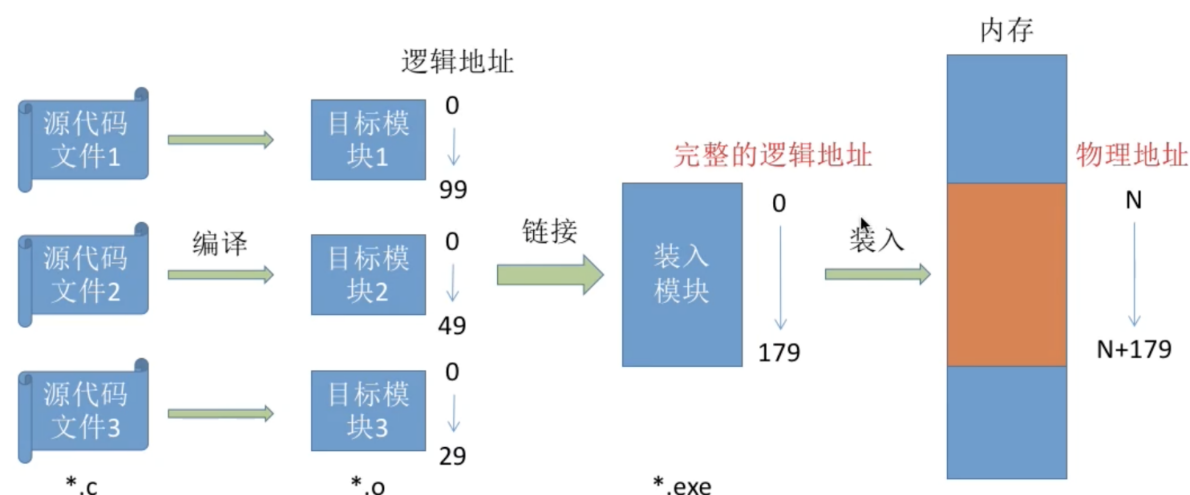 内存
逻辑地址
源代码
文件1
目标模
块1
0
99
完整的逻辑地址
物理地址
编译
源代码
文件2
目标模
块2
0
49
链接
装入
模块
0
179
装入
N
N+179
源代码
文件3
目标模
块3
0
29
*.c
*.o
*.exe